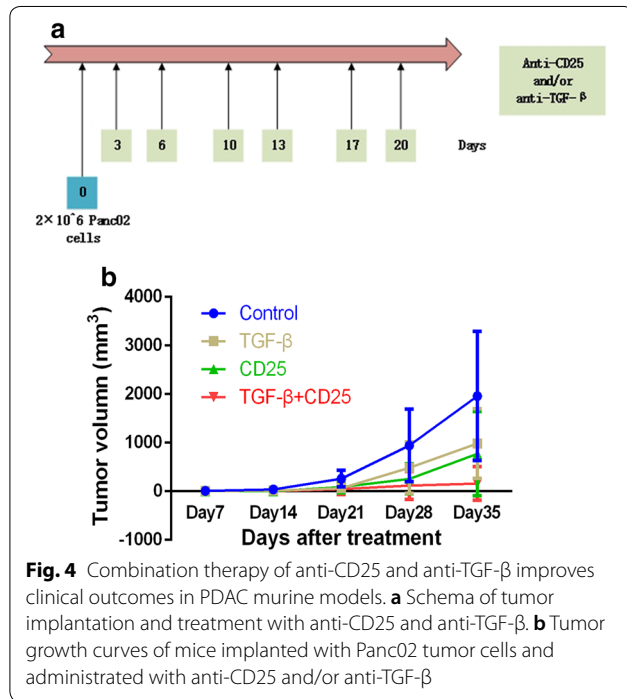 a
Anti-CD25
and/or
anti-TGF-β
3 6 10 13 17 20 Days
0
2×10^6 Panc02
cells
b
Tumor volumn (mm³)
4000
3000
2000
1000
0
-1000
Control
TGF-β
CD25
TGF-β+CD25
Day7 Day14 Day21 Day28 Day35
Days after treatment
Fig. 4 Combination therapy of anti-CD25 and anti-TGF-β improves
clinical outcomes in PDAC murine models. a Schema of tumor
implantation and treatment with anti-CD25 and anti-TGF-β. b Tumor
growth curves of mice implanted with Panc02 tumor cells and
administrated with anti-CD25 and/or anti-TGF-β